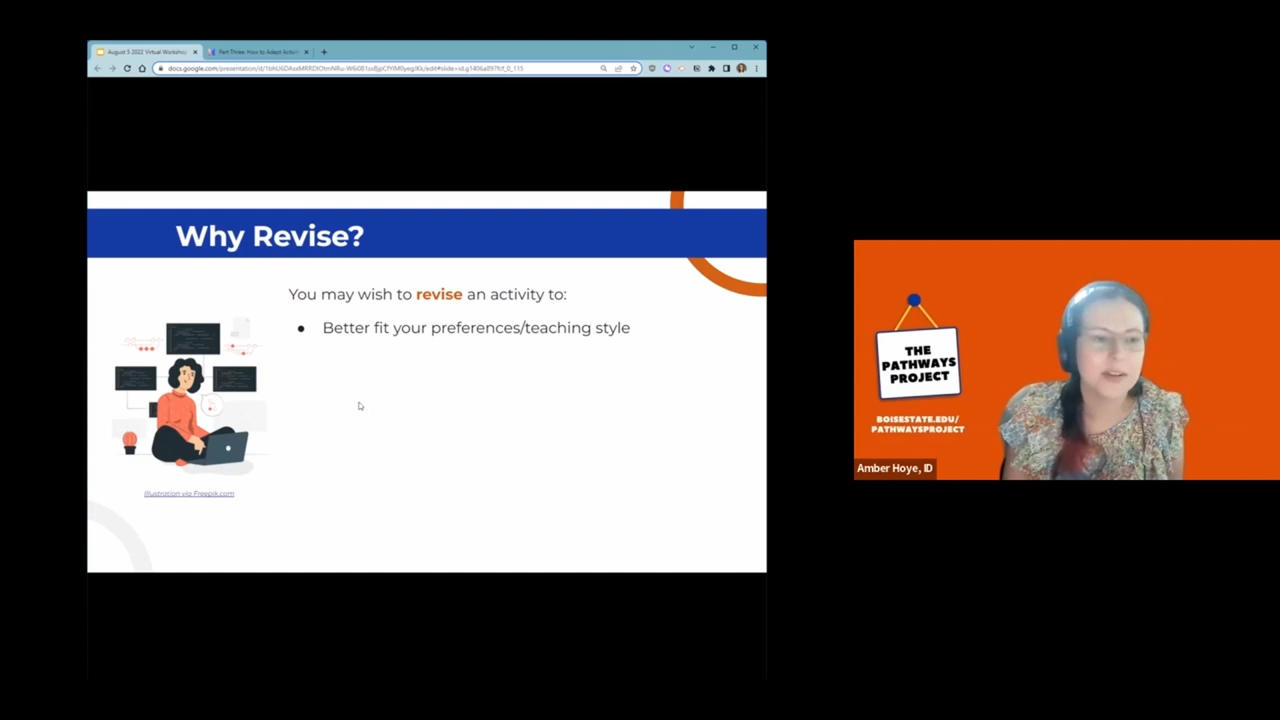 August 5 2022 Virtual Workshop
Part Three: How to Adapt Activit
Why Revise?
You may wish to revise an activity to:
● Better fit your preferences/teaching style
Illustration via Freepik.com
THE
PATHWAYS
PROJECT
BOISESTATE.EDU/
PATHWAYSPROJECT
Amber Hoye, ID